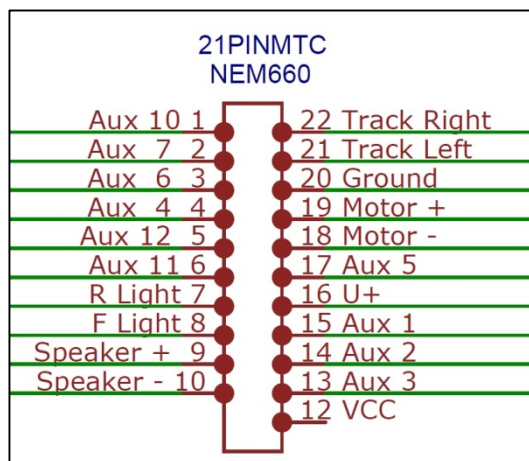 21PINMTC
NEM660
Aux 10 1
Aux 7 2
Aux 6 3
Aux 4 4
Aux 12 5
Aux 11 6
R Light 7
F Light 8
Speaker + 9
Speaker - 10
22 Track Right
21 Track Left
20 Ground
19 Motor +
18 Motor -
17 Aux 5
16 U+
15 Aux 1
14 Aux 2
13 Aux 3
12 VCC